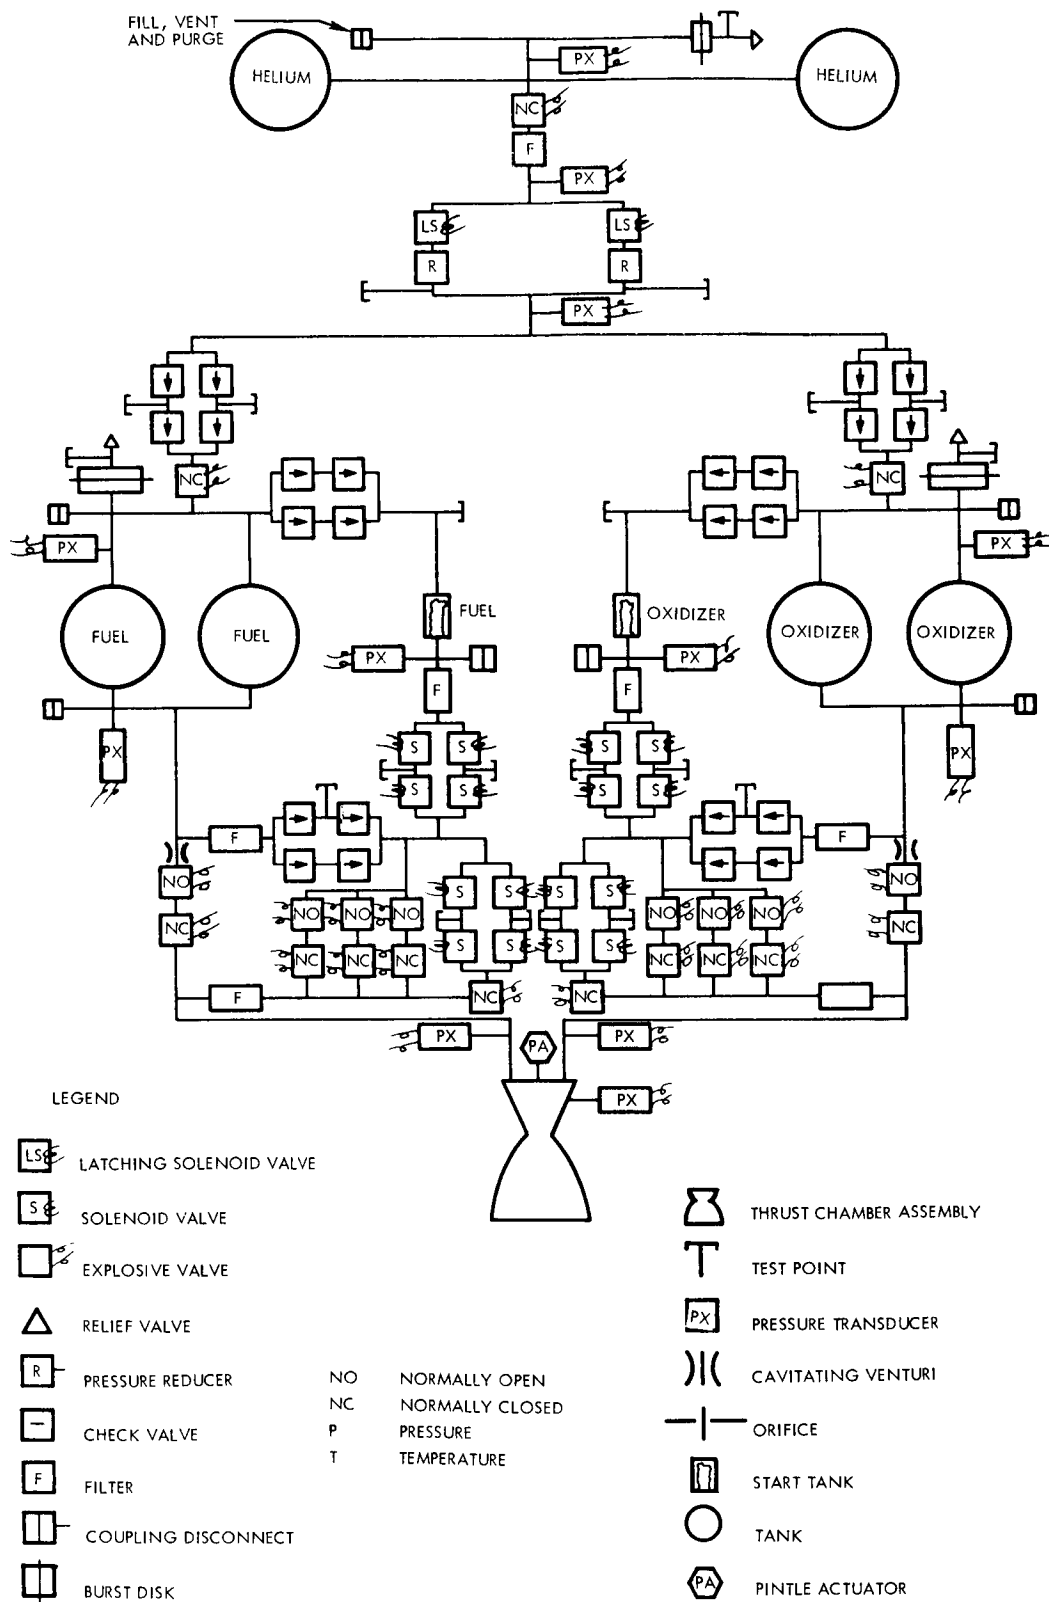 FILL, VENT
AND PURGE
PX
HELIUM
HELIUM
NC
F
PX
LS
LS
R
R
PX
NC
NC
PX
PX
FUEL
OXIDIZER
FUEL
FUEL
OXIDIZER
OXIDIZER
PX
PX
F
F
S
S
S
S
PX
PX
S
S
S
S
F
F
NO
NO
S
S
S
S
NO
NO
NO
NO
NO
NO
NC
NC
S
S
S
S
NC
NC
NC
NC
NC
NC
F
NC
NC
PX
PA
PX
PX
LEGEND
LS
LATCHING SOLENOID VALVE
S
SOLENOID VALVE
EXPLOSIVE VALVE
RELIEF VALVE
R
PRESSURE REDUCER
CHECK VALVE
F
FILTER
COUPLING DISCONNECT
BURST DISK
NO NORMALLY OPEN
NC NORMALLY CLOSED
P PRESSURE
T TEMPERATURE
THRUST CHAMBER ASSEMBLY
TEST POINT
PX
PRESSURE TRANSDUCER
CAVITATING VENTURI
ORIFICE
START TANK
TANK
PA
PINTLE ACTUATOR